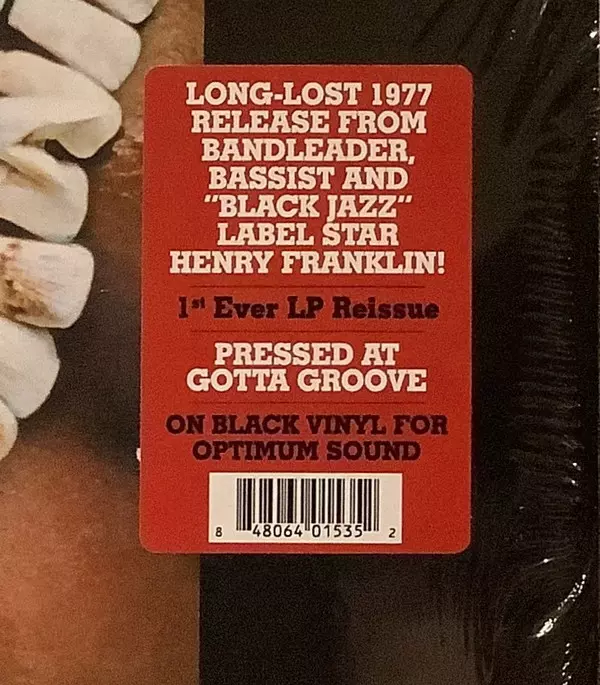 LONG-LOST 1977
RELEASE FROM
BANDLEADER,
BASSIST AND
"BLACK JAZZ"
LABEL STAR
HENRY FRANKLIN!
1st Ever LP Reissue
PRESSED AT
GOTTA GROOVE
ON BLACK VINYL FOR
OPTIMUM SOUND
8 48064 01535 2